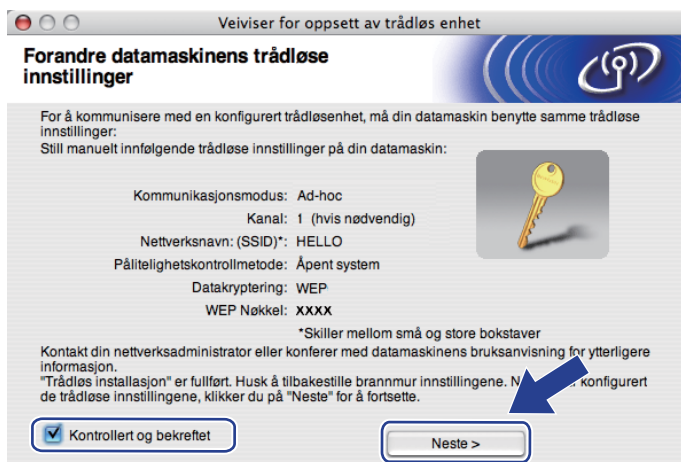 Veiviser for oppsett av trådløs enhet
Forandre datamaskinens trådløse
innstillinger
For å kommunisere med en konfigurert trådløsenhet, må din datamaskin benytte samme trådløse
innstillinger:
Still manuelt innfølgende trådløse innstillinger på din datamaskin:
Kommunikasjonsmodus: Ad-hoc
Kanal: 1 (hvis nødvendig)
Nettverksnavn: (SSID)*: HELLO
Pålitelighetskontrollmetode: Åpent system
Datakryptering: WEP
WEP Nøkkel: XXXX
*Skiller mellom små og store bokstaver
Kontakt din nettverksadministrator eller konferer med datamaskinens bruksanvisning for ytterligere
informasjon.
"Trådløs installasjon" er fullført. Husk å tilbakestille brannmur innstillingene. konfigurert
de trådløse innstillingene, klikker du på "Neste" for å fortsette.
Kontrollert og bekreftet
Neste >